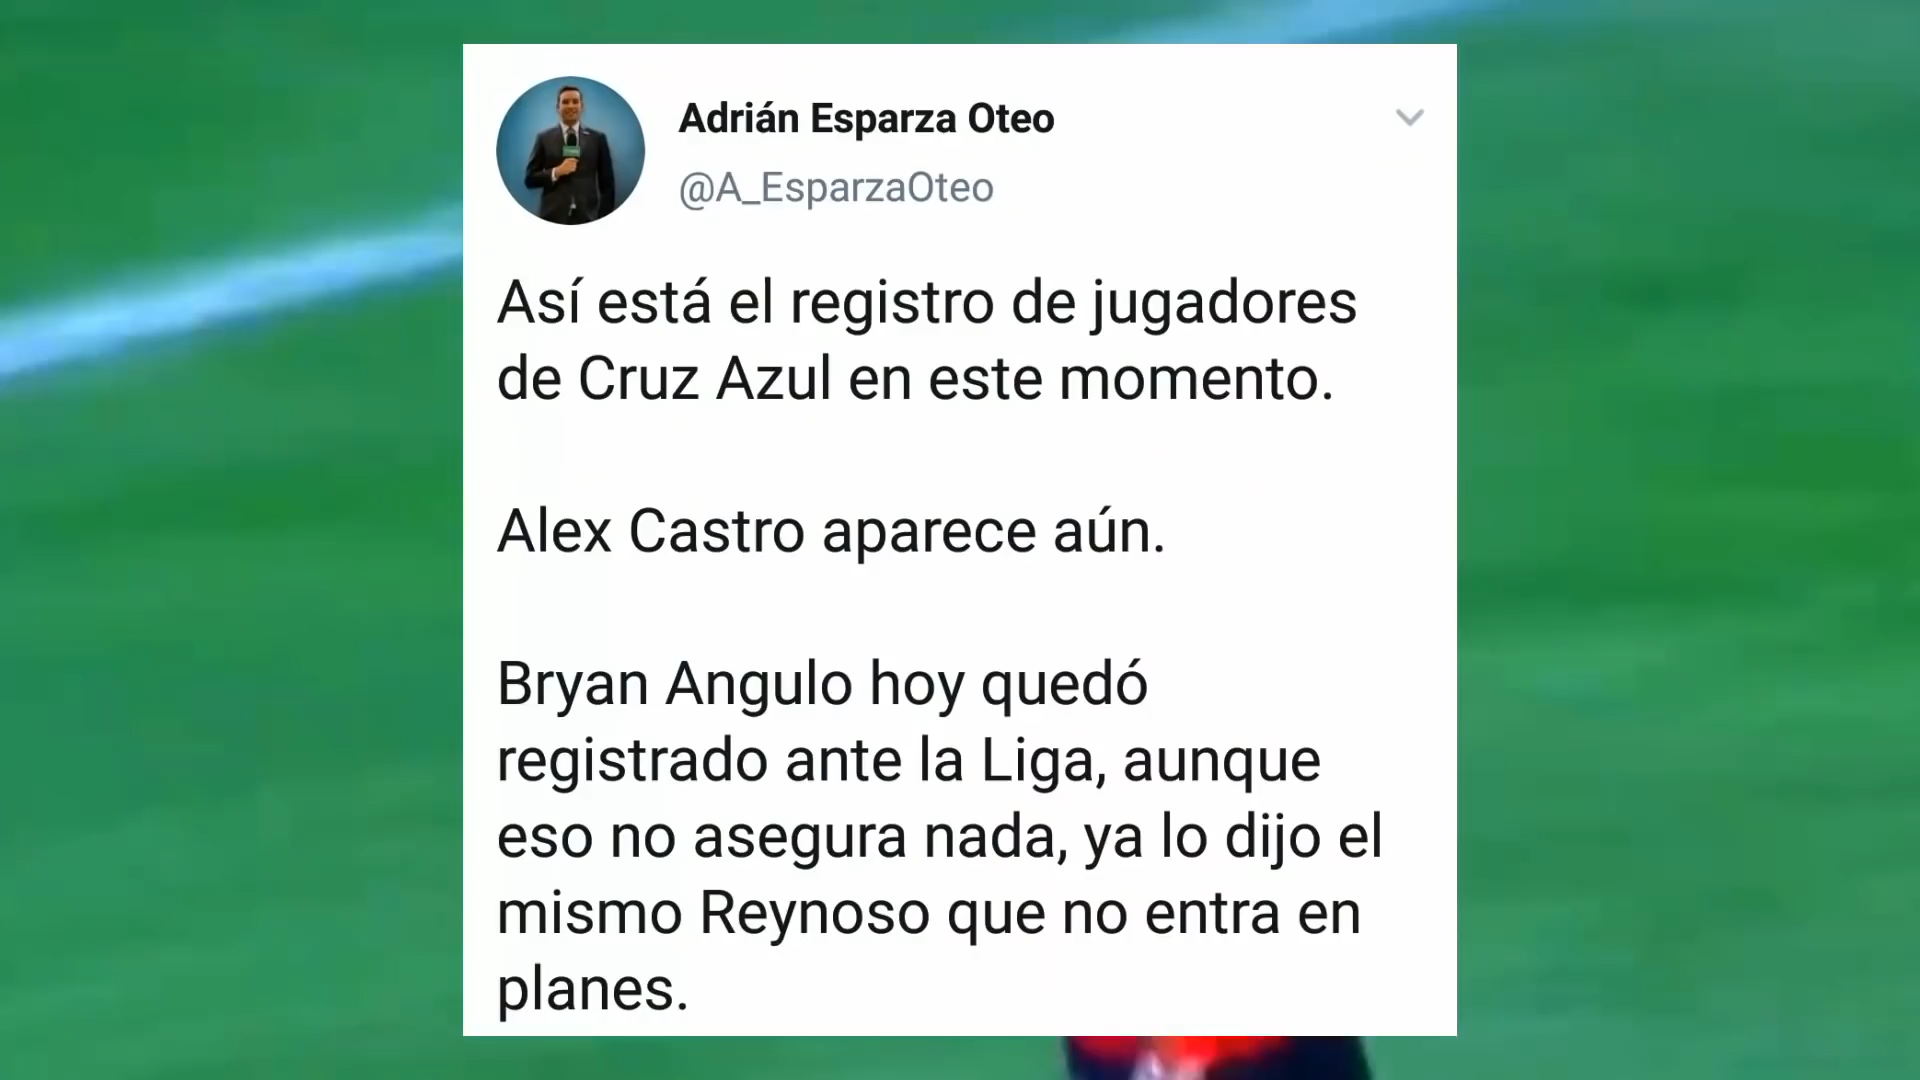 Adrián Esparza Oteo
@A_EsparzaOteo
Así está el registro de jugadores
de Cruz Azul en este momento.
Alex Castro aparece aún.
Bryan Angulo hoy quedó
registrado ante la Liga, aunque
eso no asegura nada, ya lo dijo el
mismo Reynoso que no entra en
planes.